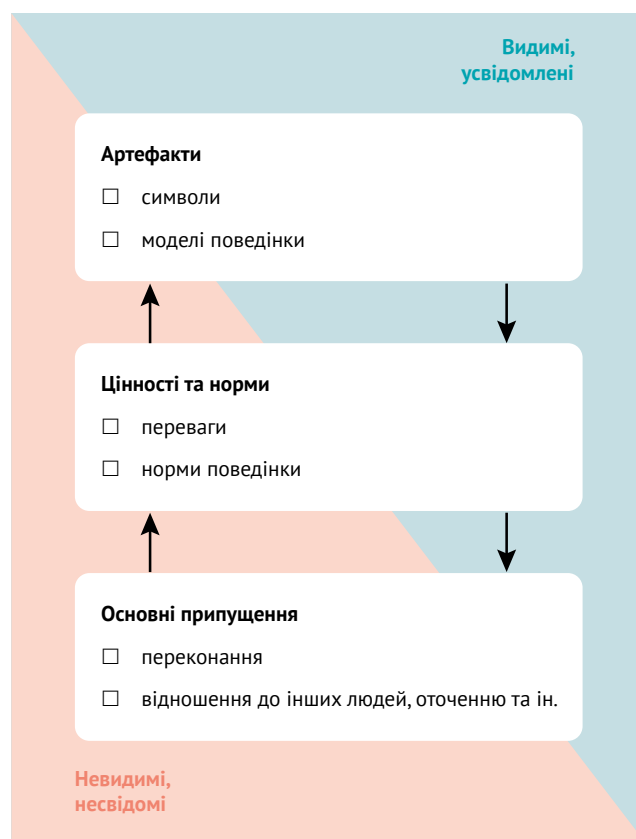 Видимі,
усвідомлені
Артефакти
☐ символи
☐ моделі поведінки
Цінності та норми
☐ переваги
☐ норми поведінки
Основні припущення
☐ переконання
☐ відношення до інших людей, оточенню та ін.
Невидимі,
несвідомі